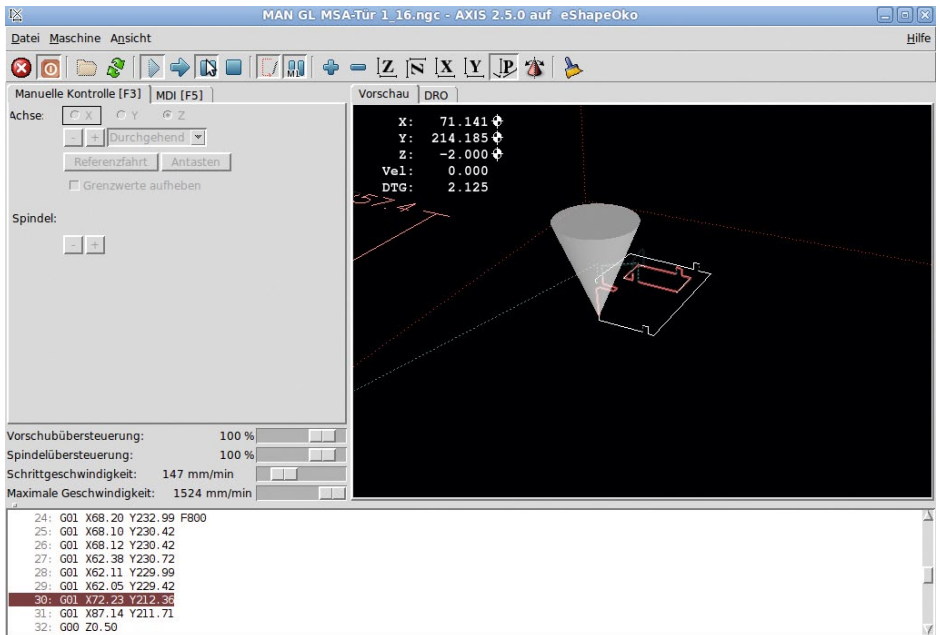 MAN GL MSA-Tür 1_16.ngc - AXIS 2.5.0 auf eShapeOko
Datei Maschine Ansicht Hilfe
Manuelle Kontrolle [F3] MDI [F5] Vorschau DRO
Achse: X Y Z
- + Durchgehend
Referenzfahrt Antasten
Grenzwerte aufheben
Spindel:
- +
X: 71.141
Y: 214.185
Z: -2.000
Vel: 0.000
DTG: 2.125
57.4
Vorschubübersteuerung: 100 %
Spindelübersteuerung: 100 %
Schrittgeschwindigkeit: 147 mm/min
Maximale Geschwindigkeit: 1524 mm/min
24: G01 X68.20 Y232.99 F800
25: G01 X68.10 Y230.42
26: G01 X68.12 Y230.42
27: G01 X62.38 Y230.72
28: G01 X62.11 Y229.99
29: G01 X62.05 Y229.42
30: G01 X72.23 Y212.36
31: G01 X87.14 Y211.71
32: G00 Z0.50